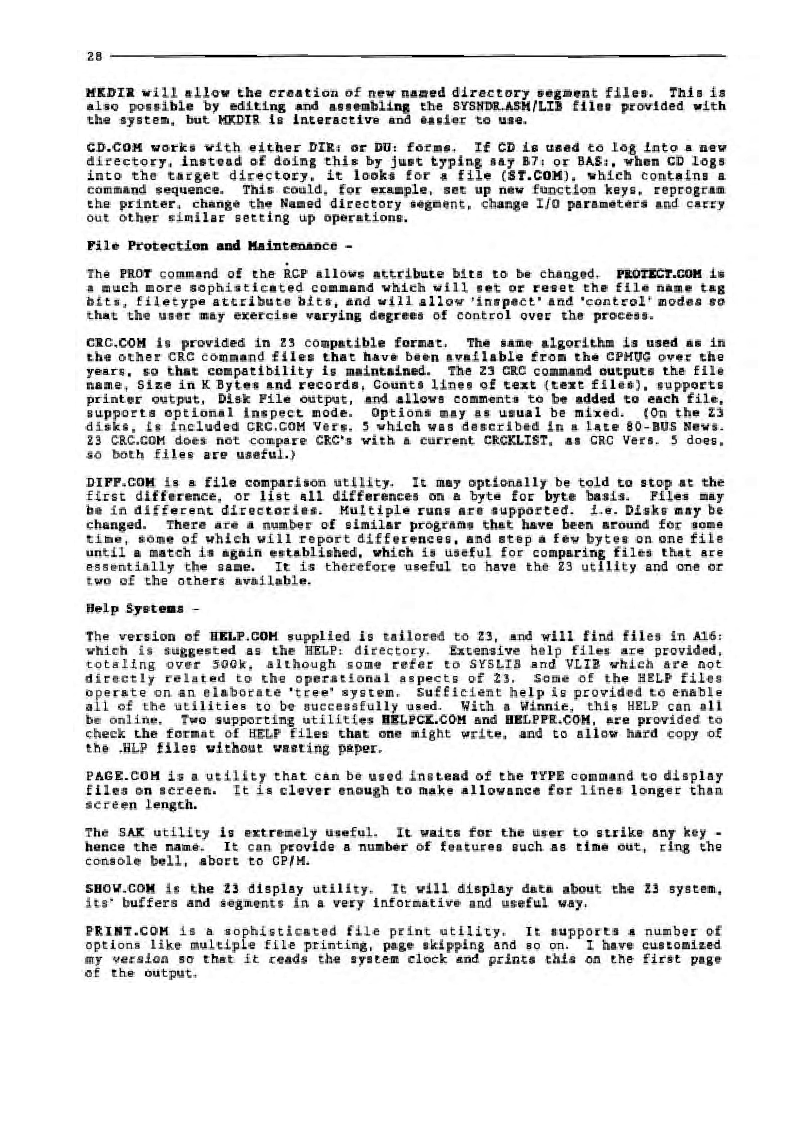 28
MKDIR will allow the creation of new named directory segment files. This is
also possible by editing and assembling the SYSNDR.ASM/LIB files provided with
the system, but MKDIR is interactive and easier to use.
CD.COM works with either DIR: or DU: forms. If CD is used to log into a new
directory, instead of doing this by just typing say B7: or BAS:, when CD logs
into the target directory, it looks for a file (ST.COM), which contains a
command sequence. This could, for example, set up new function keys, reprogram
the printer, change the Named directory segment, change I/O parameters and carry
out other similar setting up operations.
File Protection and Maintenance -
The PROT command of the RCP allows attribute bits to be changed. PROTECT.COM is
a much more sophisticated command which will set or reset the file name tag
bits, filetype attribute bits, and will allow 'inspect' and 'control' modes so
that the user may exercise varying degrees of control over the process.
CRC.COM is provided in Z3 compatible format. The same algorithm is used as in
the other CRC command files that have been available from the CPMUG over the
years, so that compatibility is maintained. The Z3 CRC command outputs the file
name, Size in K Bytes and records, Counts lines of text (text files), supports
printer output, Disk File output, and allows comments to be added to each file,
supports optional inspect mode. Options may as usual be mixed. (On the Z3
disks, is included CRC.COM Vers. 5 which was described in a late 80-BUS News.
Z3 CRC.COM does not compare CRC's with a current CRCKLIST, as CRC Vers. 5 does,
so both files are useful.)
DIFF.COM is a file comparison utility. It may optionally be told to stop at the
first difference, or list all differences on a byte for byte basis. Files may
be in different directories. Multiple runs are supported. i.e. Disks may be
changed. There are a number of similar programs that have been around for some
time, some of which will report differences, and step a few bytes on one file
until a match is again established, which is useful for comparing files that are
essentially the same. It is therefore useful to have the Z3 utility and one or
two of the others available.
Help Systems -
The version of HELP.COM supplied is tailored to Z3, and will find files in A16:
which is suggested as the HELP: directory. Extensive help files are provided,
totaling over 500k, although some refer to SYSLIB and VLIB which are not
directly related to the operational aspects of Z3. Some of the HELP files
operate on an elaborate 'tree' system. Sufficient help is provided to enable
all of the utilities to be successfully used. With a Winnie, this HELP can all
be online. Two supporting utilities HELPCK.COM and HELPPR.COM, are provided to
check the format of HELP files that one might write, and to allow hard copy of
the .HLP files without wasting paper.
PAGE.COM is a utility that can be used instead of the TYPE command to display
files on screen. It is clever enough to make allowance for lines longer than
screen length.
The SAK utility is extremely useful. It waits for the user to strike any key -
hence the name. It can provide a number of features such as time out, ring the
console bell, abort to CP/M.
SHOW.COM is the Z3 display utility. It will display data about the Z3 system,
its' buffers and segments in a very informative and useful way.
PRINT.COM is a sophisticated file print utility. It supports a number of
options like multiple file printing, page skipping and so on. I have customized
my version so that it reads the system clock and prints this on the first page
of the output.